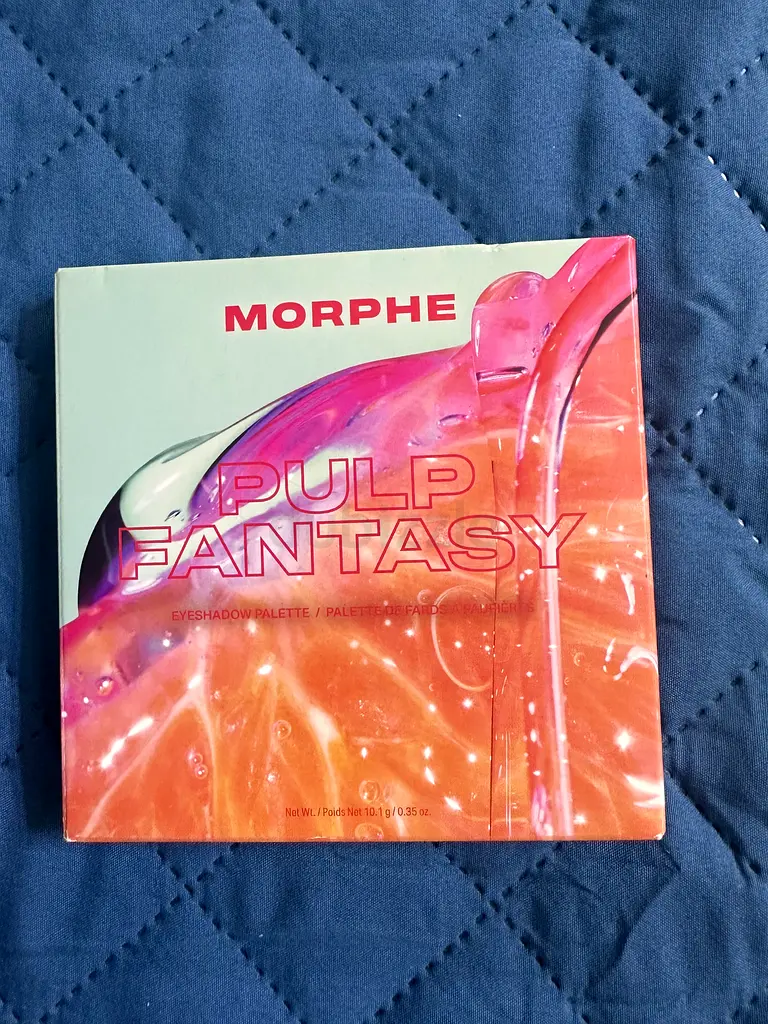 MORPHE
PULP
FANTASY
EYESHADOW PALETTE / PALETTE DE FARDS À PAUPIÈRES
Net Wt. / Poids Net 10.1 g / 0.35 oz.